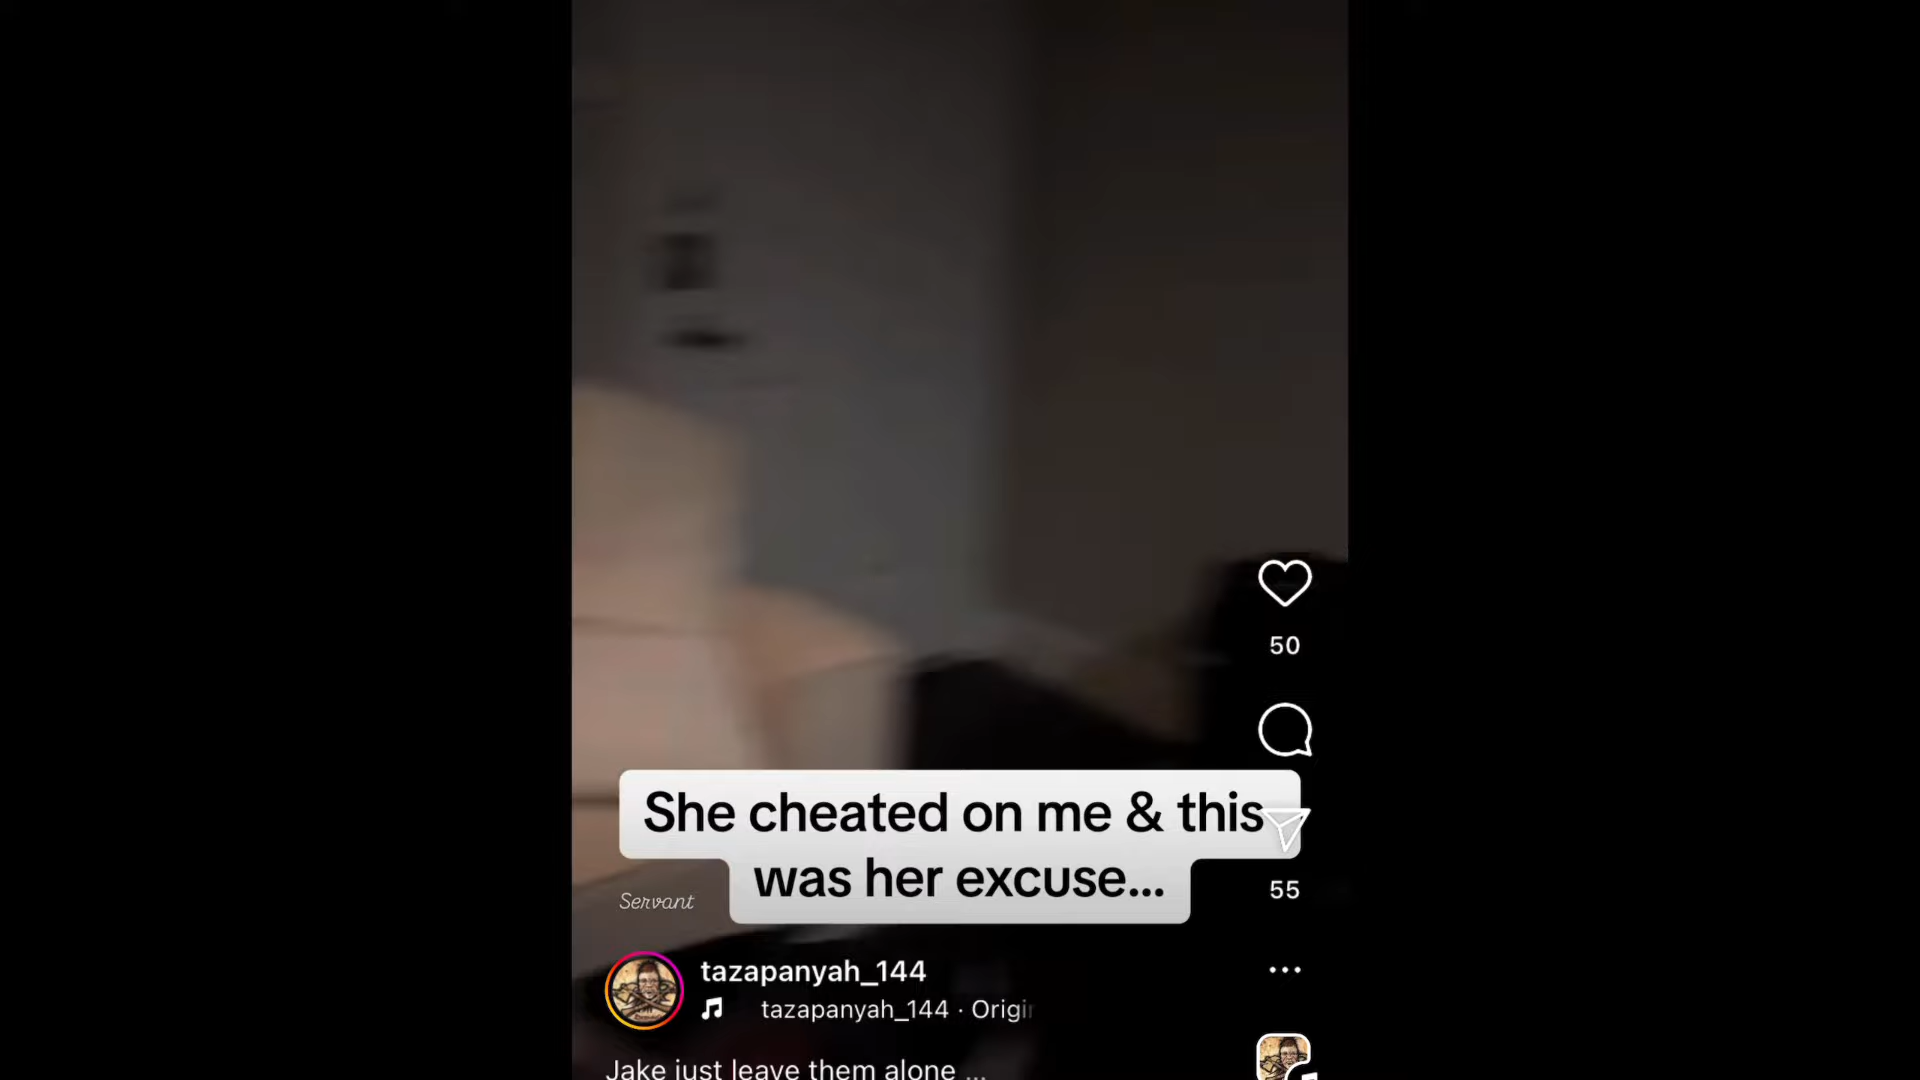 50
She cheated on me & this
was her excuse...
55
Servant
tazapanyah_144
tazapanyah_144 · Origi
Jake just leave them alone ...